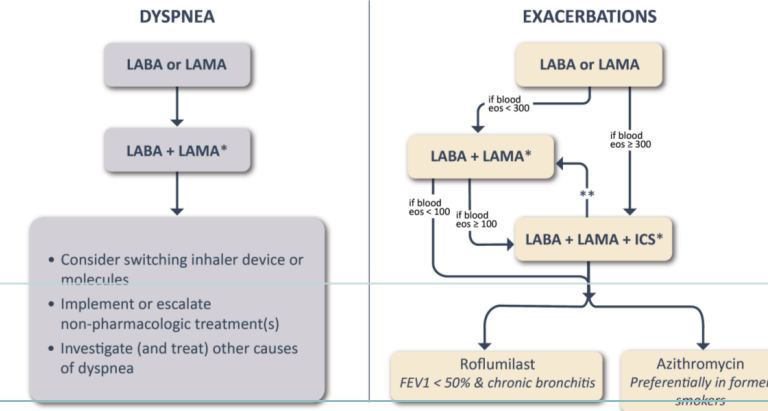 DYSPNEA
LABA or LAMA
LABA + LAMA*
• Consider switching inhaler device or
molecules
• Implement or escalate
non-pharmacologic treatment(s)
• Investigate (and treat) other causes
of dyspnea
EXACERBATIONS
LABA or LAMA
if blood
eos < 300
if blood
eos ≥ 300
LABA + LAMA*
**
if blood
eos < 100
if blood
eos ≥ 100
LABA + LAMA + ICS*
Roflumilast
FEV1 < 50% & chronic bronchitis
Azithromycin
Preferentially in former
smokers